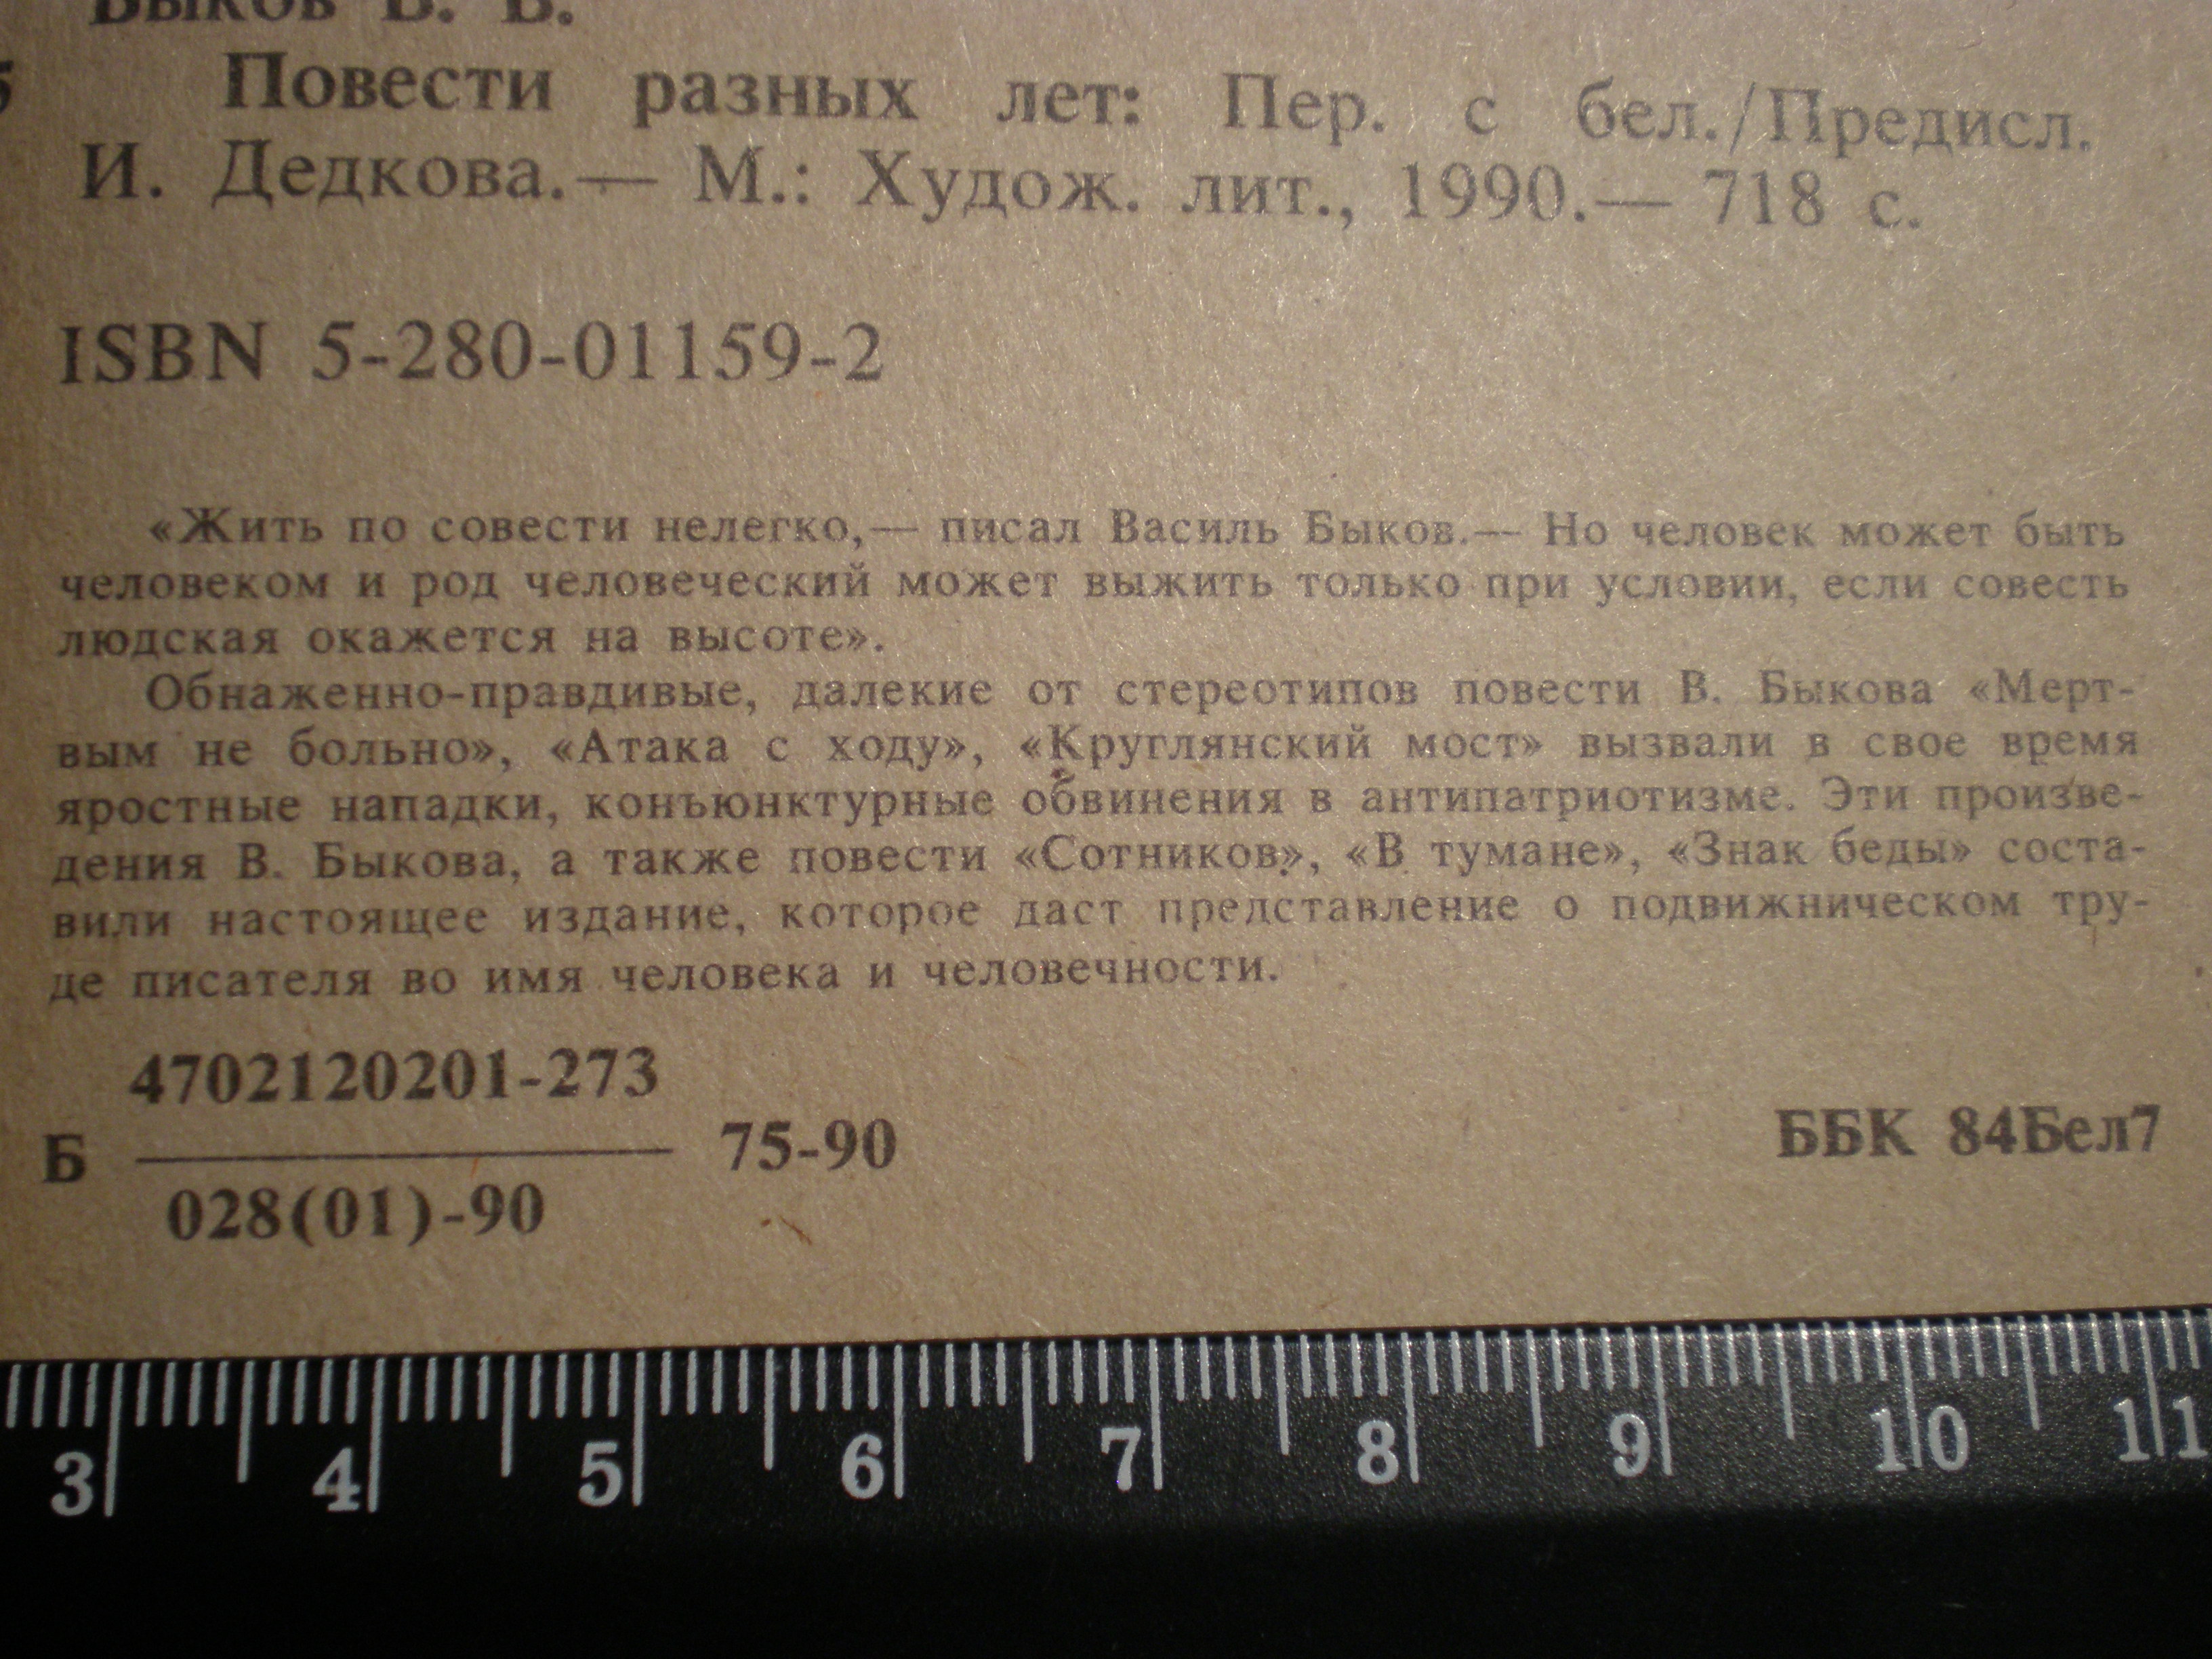 Быков В. В.
5 Повести разных лет: Пер. с бел./Предисл.
И. Дедкова.— М.: Худож. лит., 1990.— 718 с.
ISBN 5-280-01159-2
«Жить по совести нелегко,— писал Василь Быков.— Но человек может быть
человеком и род человеческий может выжить только при условии, если совесть
людская окажется на высоте».
Обнаженно-правдивые, далекие от стереотипов повести В. Быкова «Мерт-
вым не больно», «Атака с ходу», «Круглянский мост» вызвали в свое время
яростные нападки, конъюнктурные обвинения в антипатриотизме. Эти произве-
дения В. Быкова, а также повести «Сотников», «В тумане», «Знак беды» соста-
вили настоящее издание, которое даст представление о подвижническом тру-
де писателя во имя человека и человечности.
4702120201-273
Б 75-90 ББК 84Бел7
028(01)-90
3 4 5 6 7 8 9 10 11